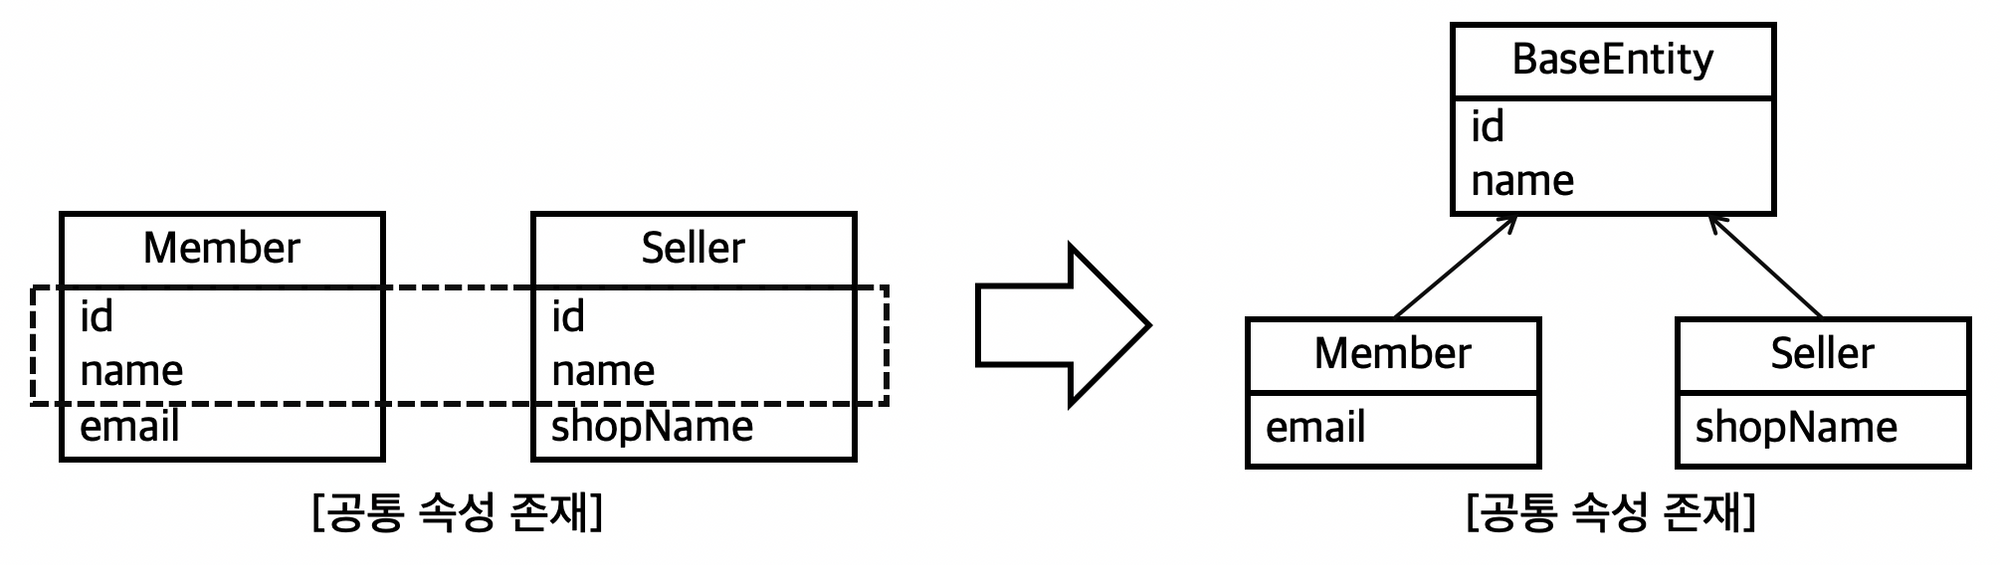 Member
id
name
email
Seller
id
name
shopName
[공통 속성 존재]
BaseEntity
id
name
Member
email
Seller
shopName
[공통 속성 존재]